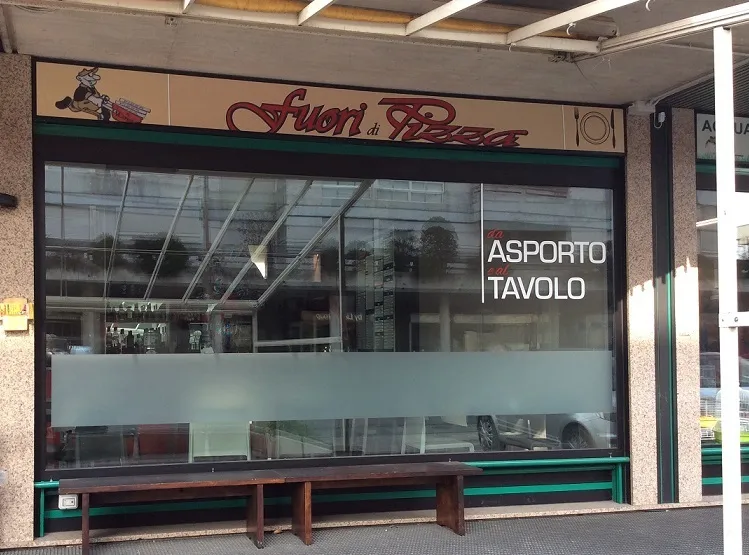 Fuori di Pizza
da
ASPORTO
e al
TAVOLO